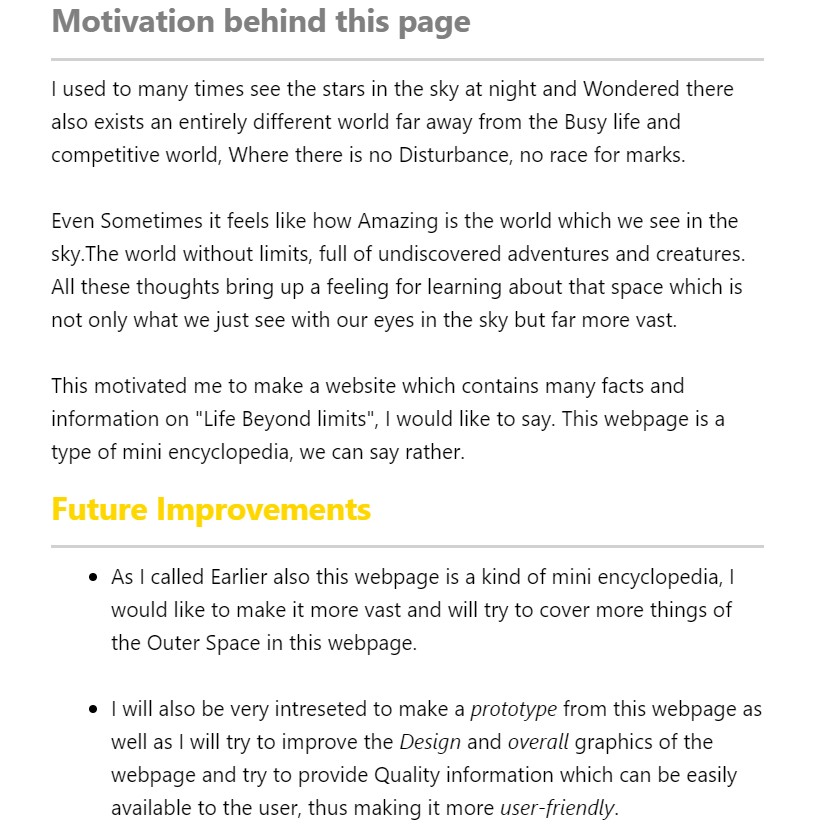 Motivation behind this page
I used to many times see the stars in the sky at night and Wondered there
also exists an entirely different world far away from the Busy life and
competitive world, Where there is no Disturbance, no race for marks.
Even Sometimes it feels like how Amazing is the world which we see in the
sky.The world without limits, full of undiscovered adventures and creatures.
All these thoughts bring up a feeling for learning about that space which is
not only what we just see with our eyes in the sky but far more vast.
This motivated me to make a website which contains many facts and
information on "Life Beyond limits", I would like to say. This webpage is a
type of mini encyclopedia, we can say rather.
Future Improvements
• As I called Earlier also this webpage is a kind of mini encyclopedia, I
would like to make it more vast and will try to cover more things of
the Outer Space in this webpage.
• I will also be very intreseted to make a prototype from this webpage as
well as I will try to improve the Design and overall graphics of the
webpage and try to provide Quality information which can be easily
available to the user, thus making it more user-friendly.